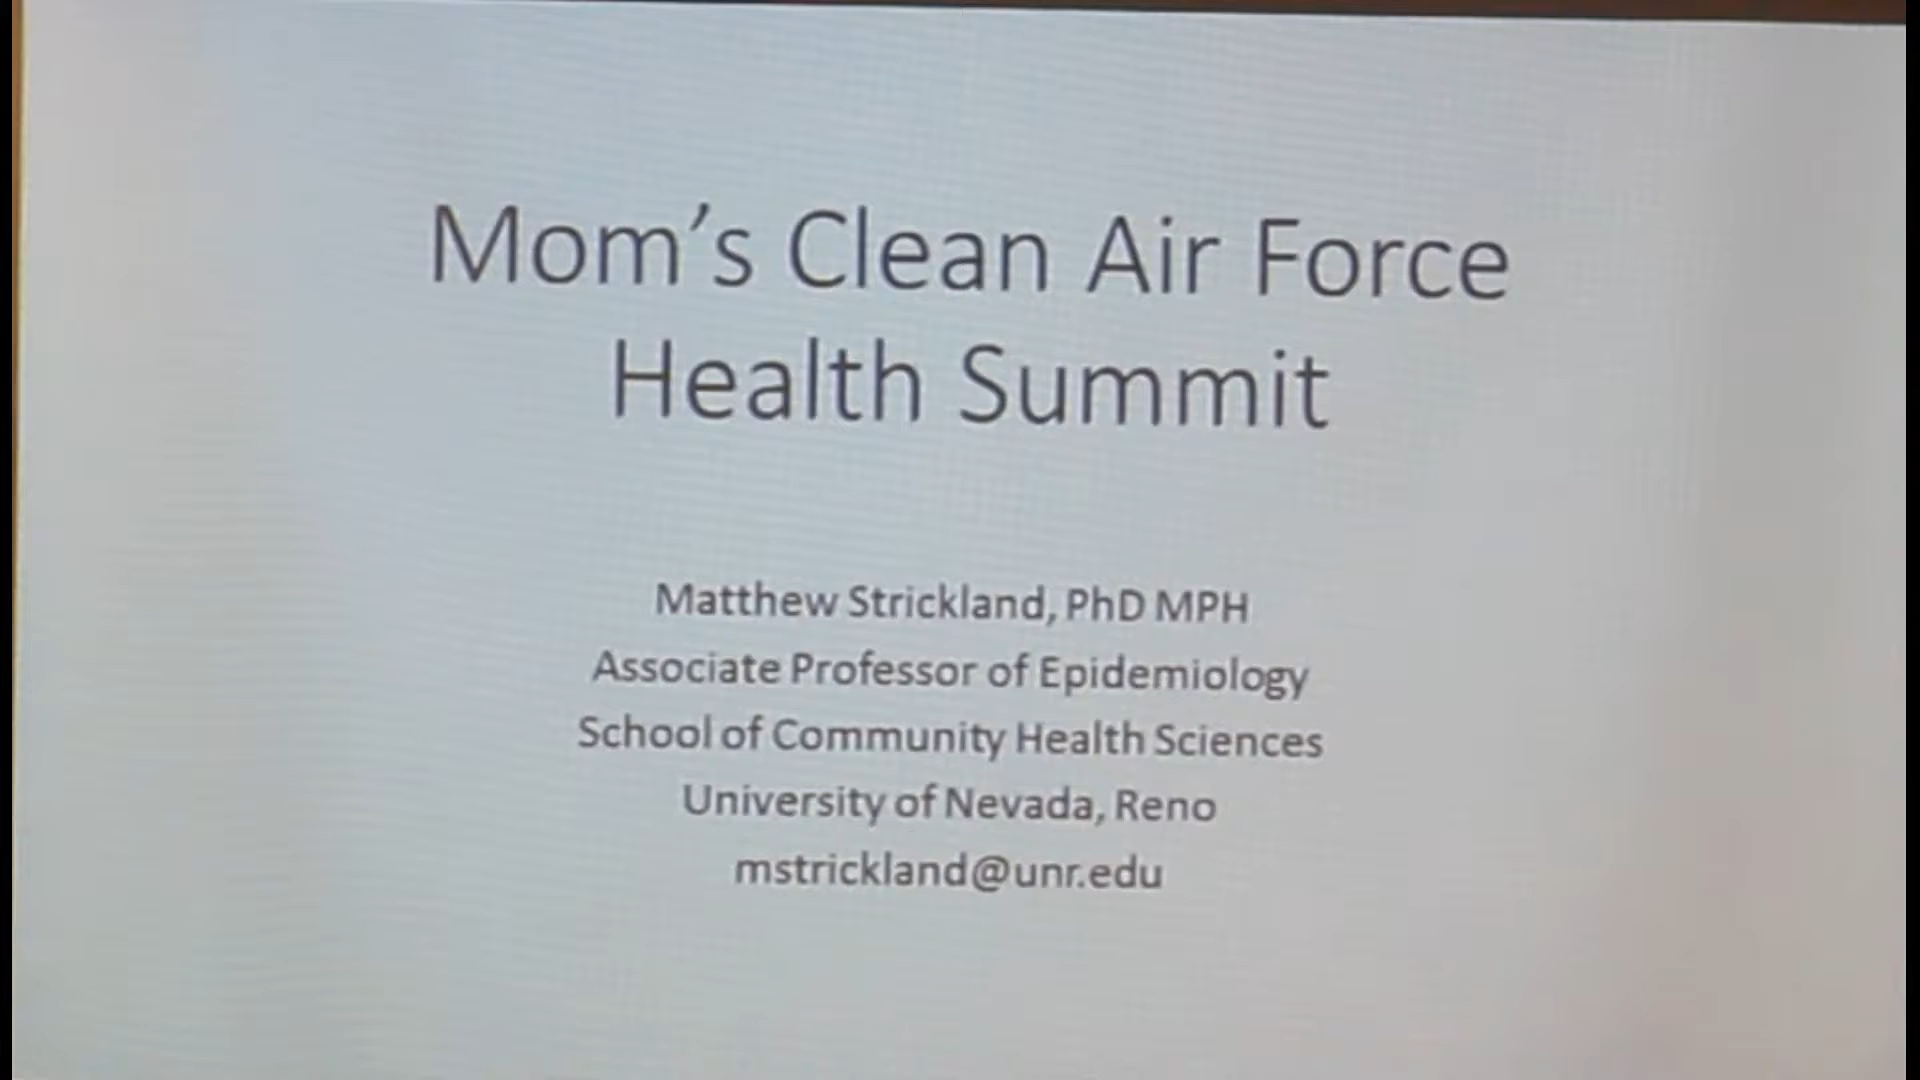 Mom’s Clean Air Force
Health Summit
Matthew Strickland, PhD MPH
Associate Professor of Epidemiology
School of Community Health Sciences
University of Nevada, Reno
mstrickland@unr.edu